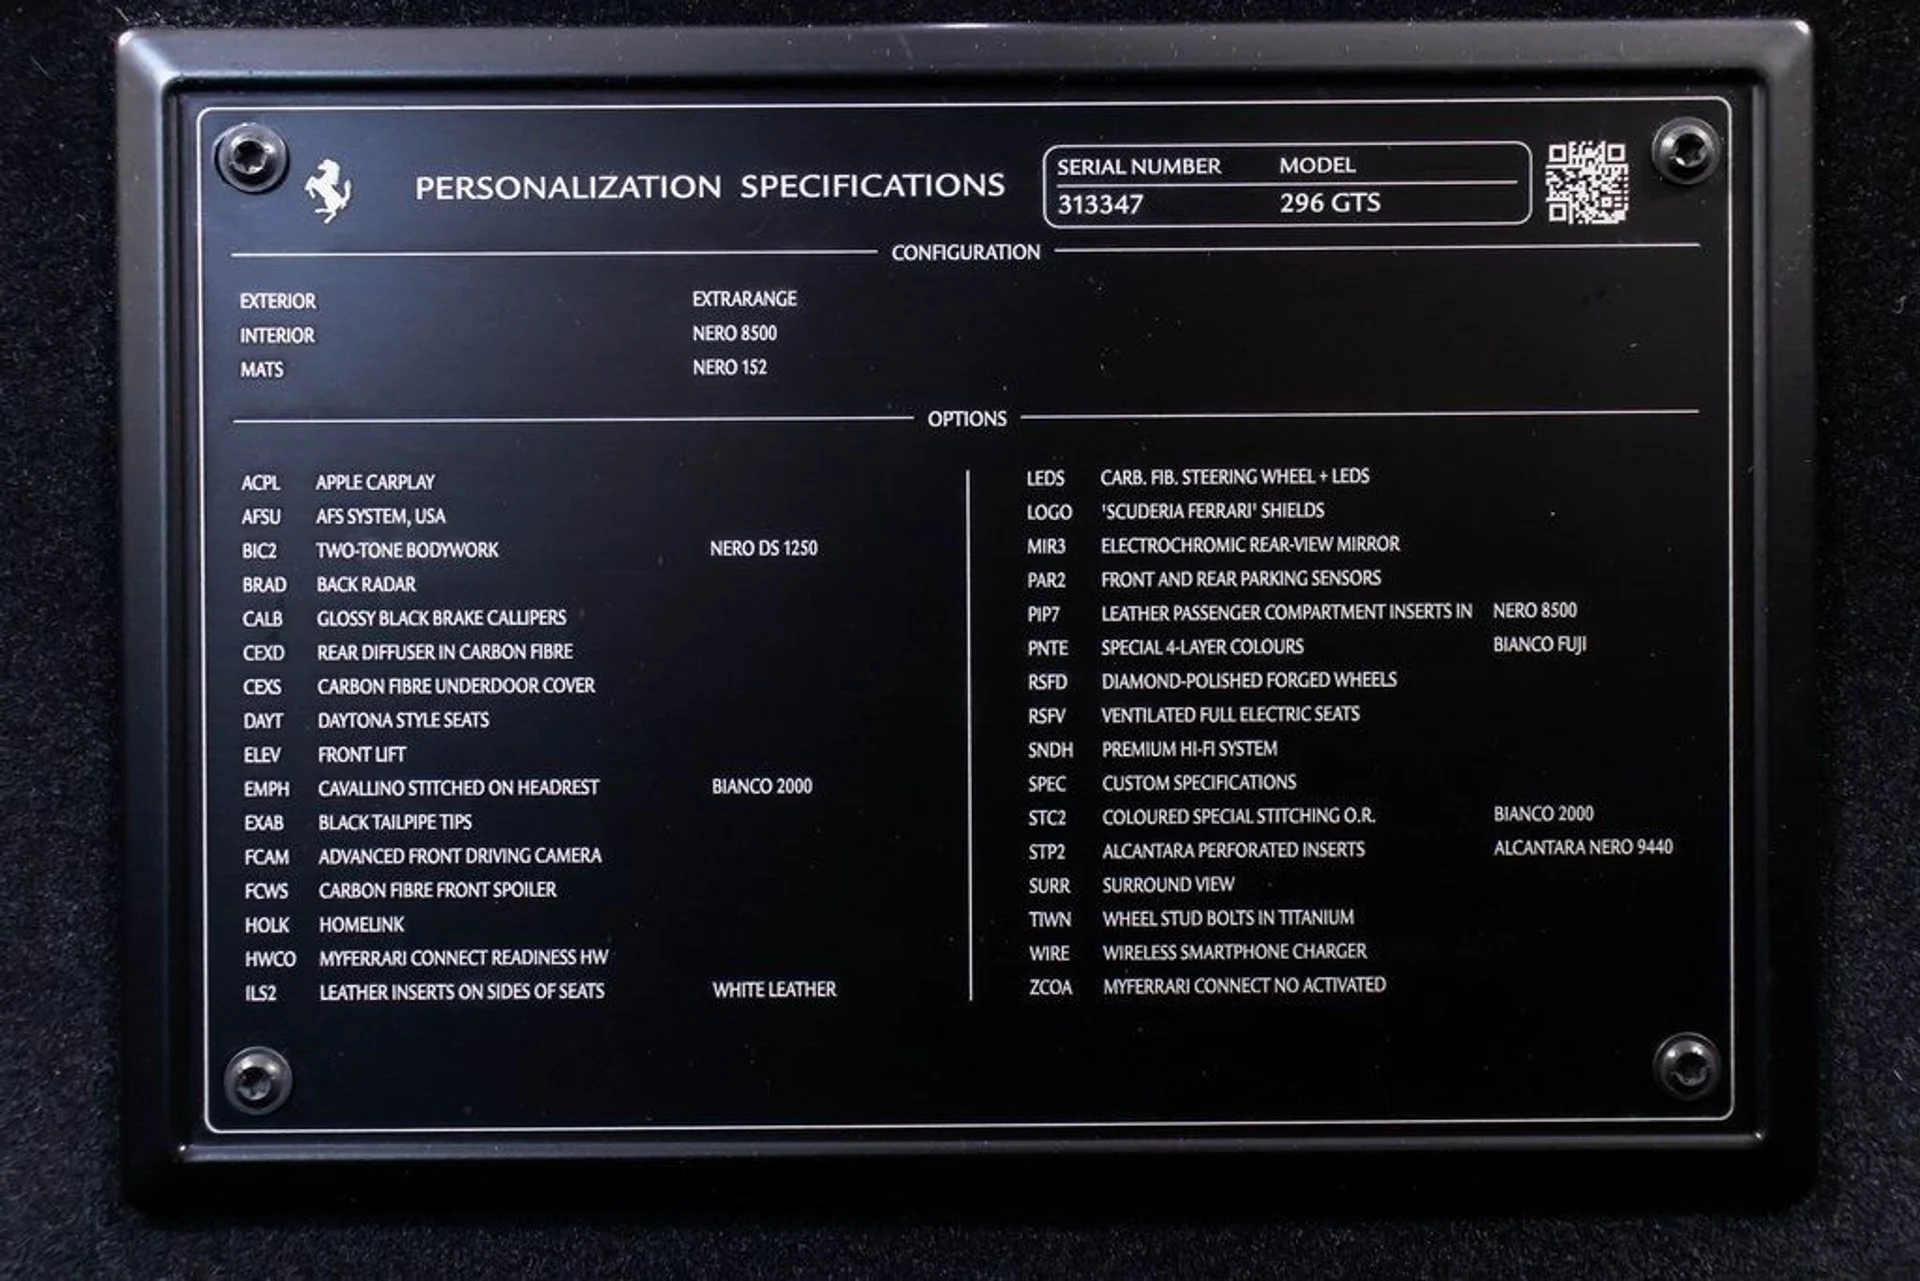 PERSONALIZATION SPECIFICATIONS
SERIAL NUMBER MODEL
313347 296 GTS
CONFIGURATION
EXTERIOR EXTRARANGE
INTERIOR NERO 8500
MATS NERO 152
OPTIONS
ACPL APPLE CARPLAY
AFSU AFS SYSTEM, USA
BIC2 TWO-TONE BODYWORK NERO DS 1250
BRAD BACK RADAR
CALB GLOSSY BLACK BRAKE CALLIPERS
CEXD REAR DIFFUSER IN CARBON FIBRE
CEXS CARBON FIBRE UNDERDOOR COVER
DAYT DAYTONA STYLE SEATS
ELEV FRONT LIFT
EMPH CAVALLINO STITCHED ON HEADREST BIANCO 2000
EXAB BLACK TAILPIPE TIPS
FCAM ADVANCED FRONT DRIVING CAMERA
FCWS CARBON FIBRE FRONT SPOILER
HOLK HOMELINK
HWCO MYFERRARI CONNECT READINESS HW
ILS2 LEATHER INSERTS ON SIDES OF SEATS WHITE LEATHER
LEDS CARB. FIB. STEERING WHEEL + LEDS
LOGO 'SCUDERIA FERRARI' SHIELDS
MIR3 ELECTROCHROMIC REAR-VIEW MIRROR
PAR2 FRONT AND REAR PARKING SENSORS
PIP7 LEATHER PASSENGER COMPARTMENT INSERTS IN NERO 8500
PNTE SPECIAL 4-LAYER COLOURS BIANCO FUJI
RSFD DIAMOND-POLISHED FORGED WHEELS
RSFV VENTILATED FULL ELECTRIC SEATS
SNDH PREMIUM HI-FI SYSTEM
SPEC CUSTOM SPECIFICATIONS
STC2 COLOURED SPECIAL STITCHING O.R. BIANCO 2000
STP2 ALCANTARA PERFORATED INSERTS ALCANTARA NERO 9440
SURR SURROUND VIEW
TIWN WHEEL STUD BOLTS IN TITANIUM
WIRE WIRELESS SMARTPHONE CHARGER
ZCOA MYFERRARI CONNECT NO ACTIVATED